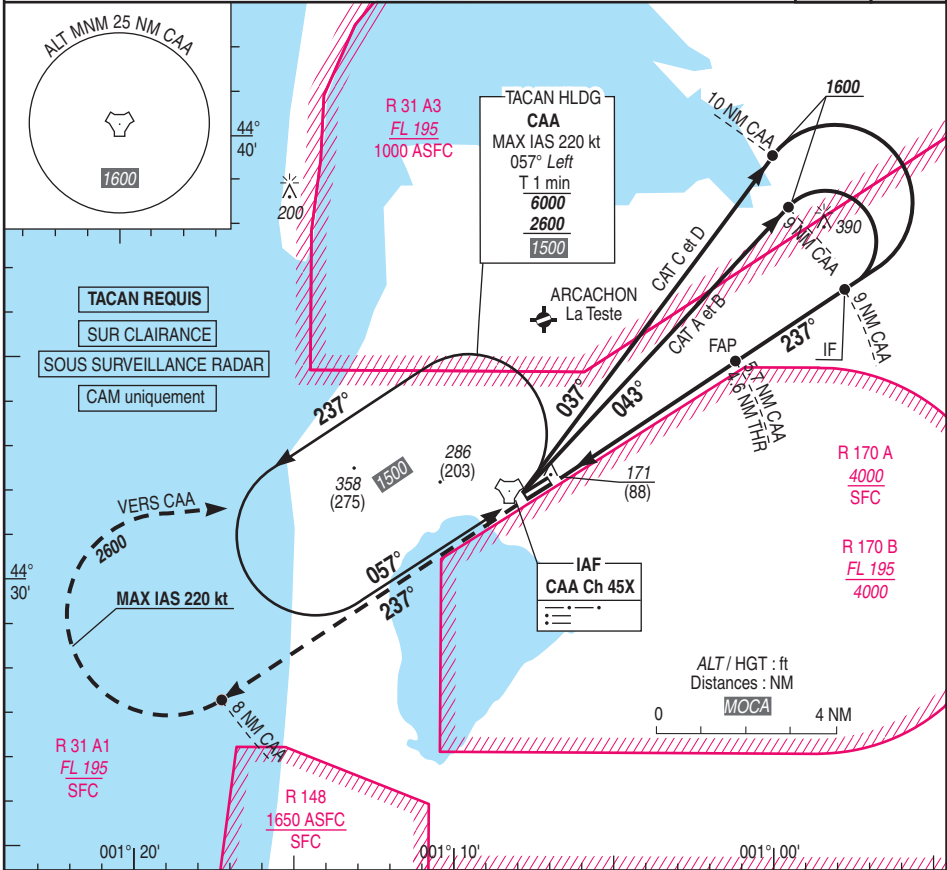 ALT MNM 25 NM CAA
1600
44°
40'
200
R 31 A3
FL 195
1000 ASFC
TACAN HLDG
CAA
MAX IAS 220 kt
057° Left
T 1 min
6000
2600
1500
10 NM CAA
1600
9 NM CAA
390
CAT C et D
CAT A et B
ARCACHON
La Teste
TACAN REQUIS
SUR CLAIRANCE
SOUS SURVEILLANCE RADAR
CAM uniquement
FAP
237°
IF
9 NM CAA
5.7 NM CAA
4.6 NM THR
037°
043°
237°
286
(203)
358
(275)
1500
171
(88)
R 170 A
4000
SFC
VERS CAA
2600
R 170 B
FL 195
4000
057°
237°
IAF
CAA Ch 45X
44°
30'
MAX IAS 220 kt
ALT / HGT : ft
Distances : NM
MOCA
0
4 NM
8 NM CAA
R 31 A1
FL 195
SFC
R 148
1650 ASFC
SFC
001° 20'
001° 10'
001° 00'